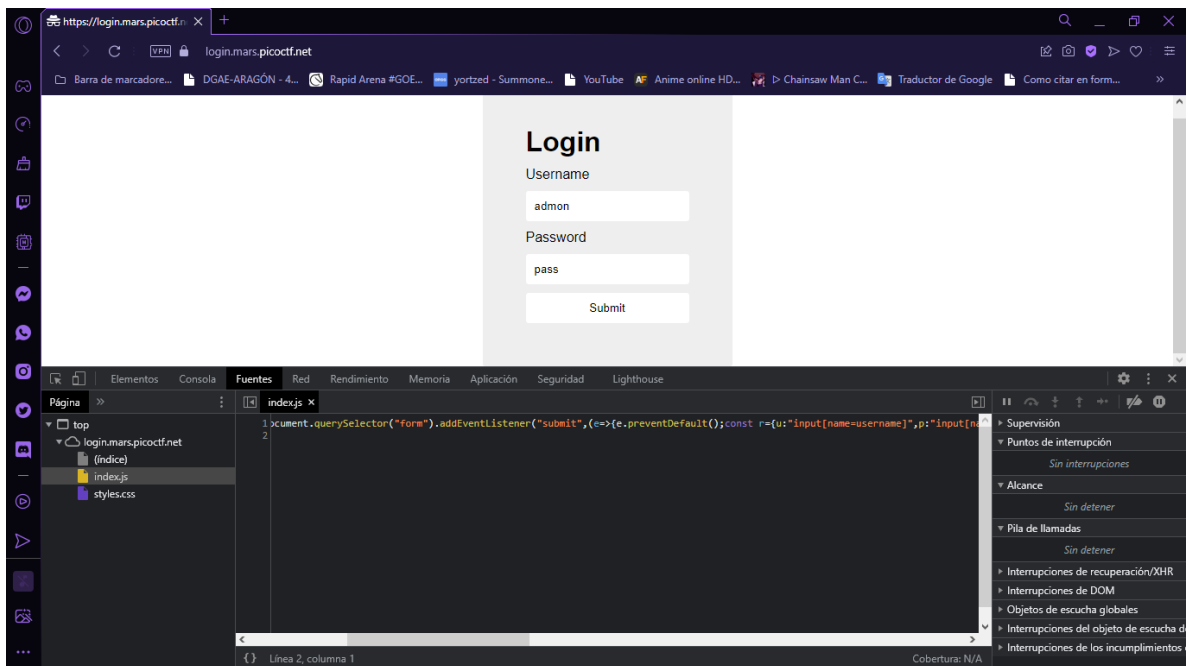 https://login.mars.picoctf.n
VPN login.mars.picoctf.net
Barra de marcadore... DGAE-ARAGÓN - 4... Rapid Arena #GOE... yortzed - Summone... YouTube AF Anime online HD... ▷ Chainsaw Man C... Traductor de Google Como citar en form... »
Login
Username
admon
Password
pass
Submit
Elementos Consola Fuentes Red Rendimiento Memoria Aplicación Seguridad Lighthouse
Página » index.js ×
top
login.mars.picoctf.net
(índice)
index.js
styles.css
1 ocument.querySelector("form").addEventListener("submit",(e=>{e.preventDefault();const r={u:"input[name=username]",p:"input[na
2
{} Línea 2, columna 1 Cobertura: N/A
Supervisión
Puntos de interrupción
Sin interrupciones
Alcance
Sin detener
Pila de llamadas
Sin detener
Interrupciones de recuperación/XHR
Interrupciones de DOM
Objetos de escucha globales
Interrupciones del objeto de escucha d
Interrupciones de los incumplimientos